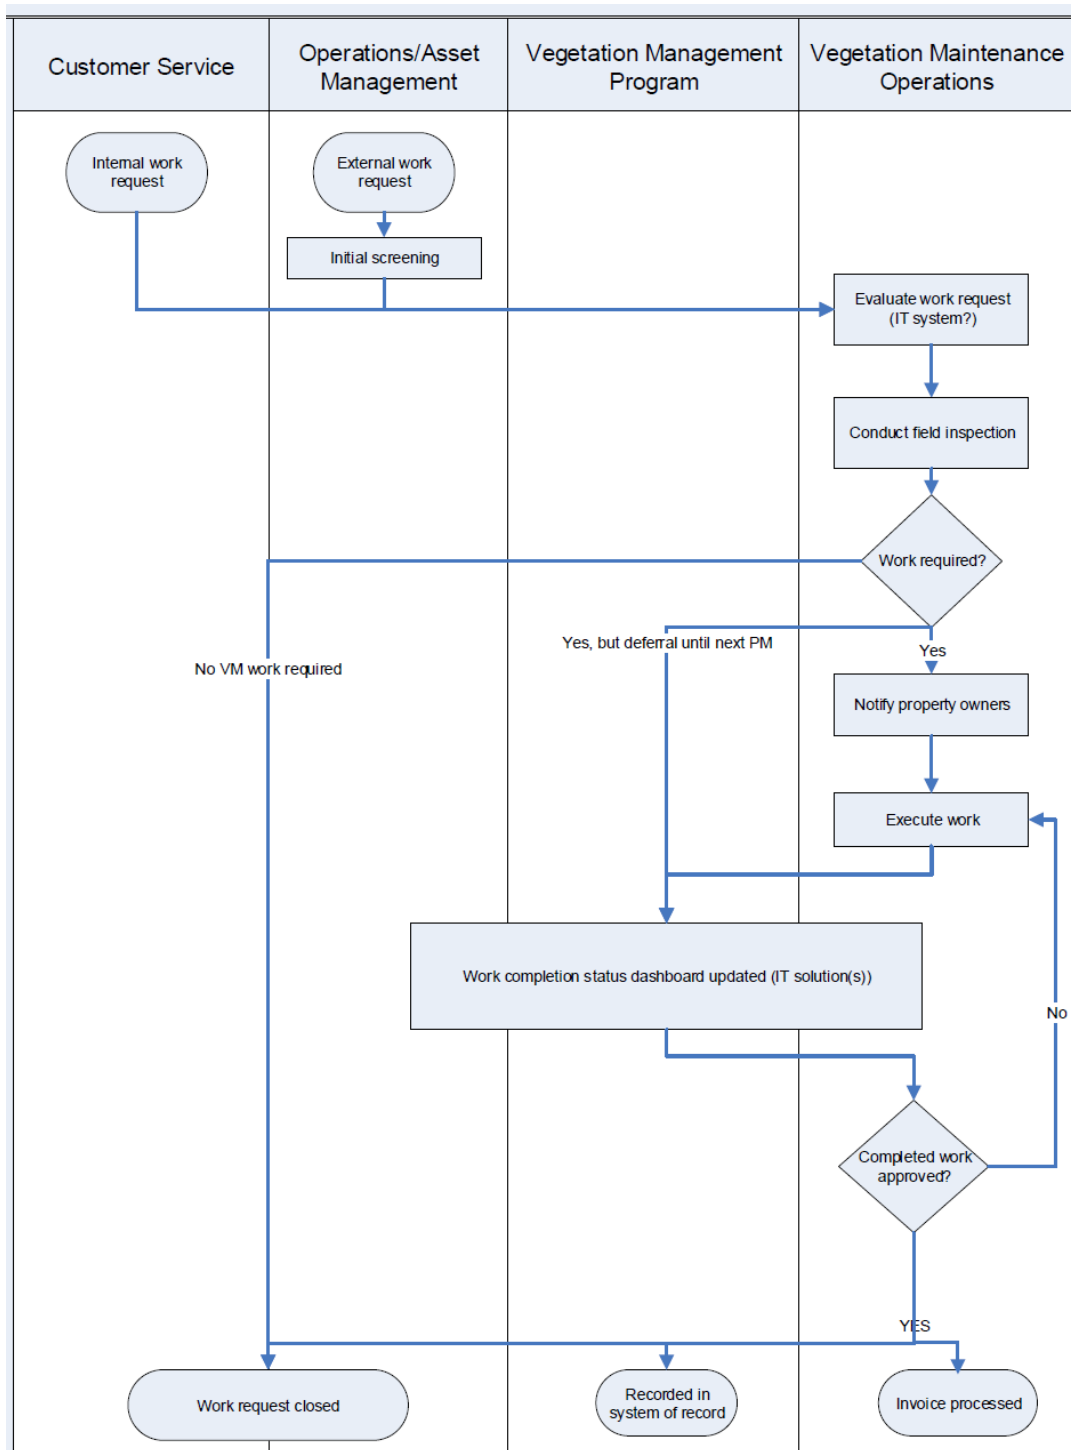 Customer Service
Operations/Asset
Management
Vegetation Management
Program
Vegetation Maintenance
Operations
Internal work
request
External work
request
Initial screening
Evaluate work request
(IT system?)
Conduct field inspection
Work required?
Yes, but deferral until next PM
Yes
No VM work required
Notify property owners
Execute work
Work completion status dashboard updated (IT solution(s))
No
Completed work
approved?
YES
Work request closed
Recorded in
system of record
Invoice processed